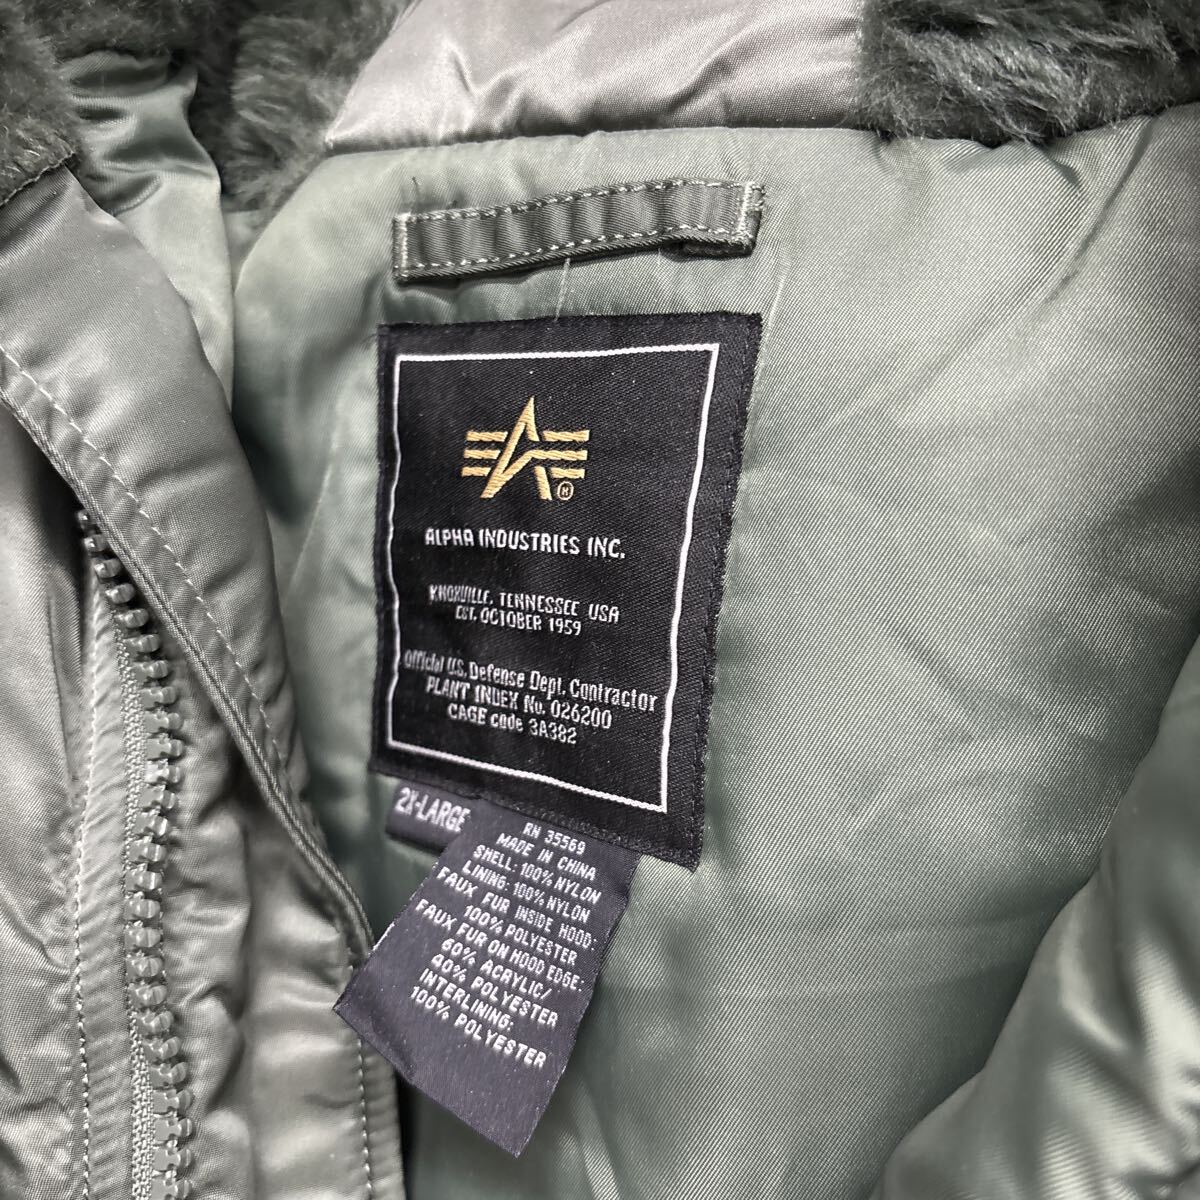 ®
ALPHA INDUSTRIES INC.
KNOXVILLE, TENNESSEE USA
EST. OCTOBER 1959
Official U.S. Defense Dept. Contractor
PLANT INDEX No. 026200
CAGE code 3A382
2X-LARGE
RN 35569
MADE IN CHINA
SHELL: 100% NYLON
LINING: 100% NYLON
FAUX FUR INSIDE HOOD:
100% POLYESTER
FAUX FUR ON HOOD EDGE:
60% ACRYLIC/
40% POLYESTER
INTERLINING:
100% POLYESTER